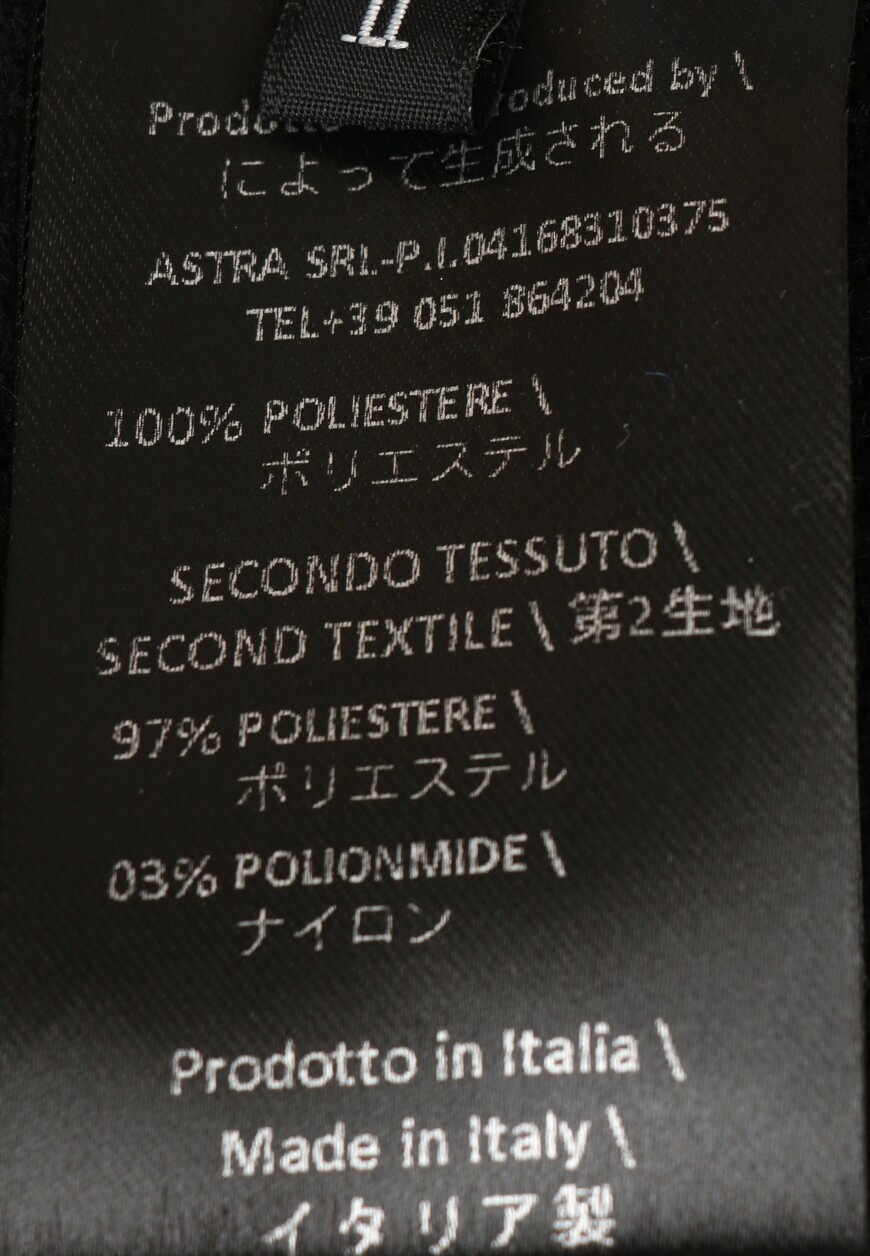 Prodotto roduced by \
によって生成される
ASTRA SRL-P.I.04168310375
TEL+39 051 864204
100% POLIESTERE \
ポリエステル
SECONDO TESSUTO \
SECOND TEXTILE \ 第2生地
97% POLIESTERE \
ポリエステル
03% POLIONMIDE \
ナイロン
Prodotto in Italia \
Made in Italy \
イタリア製